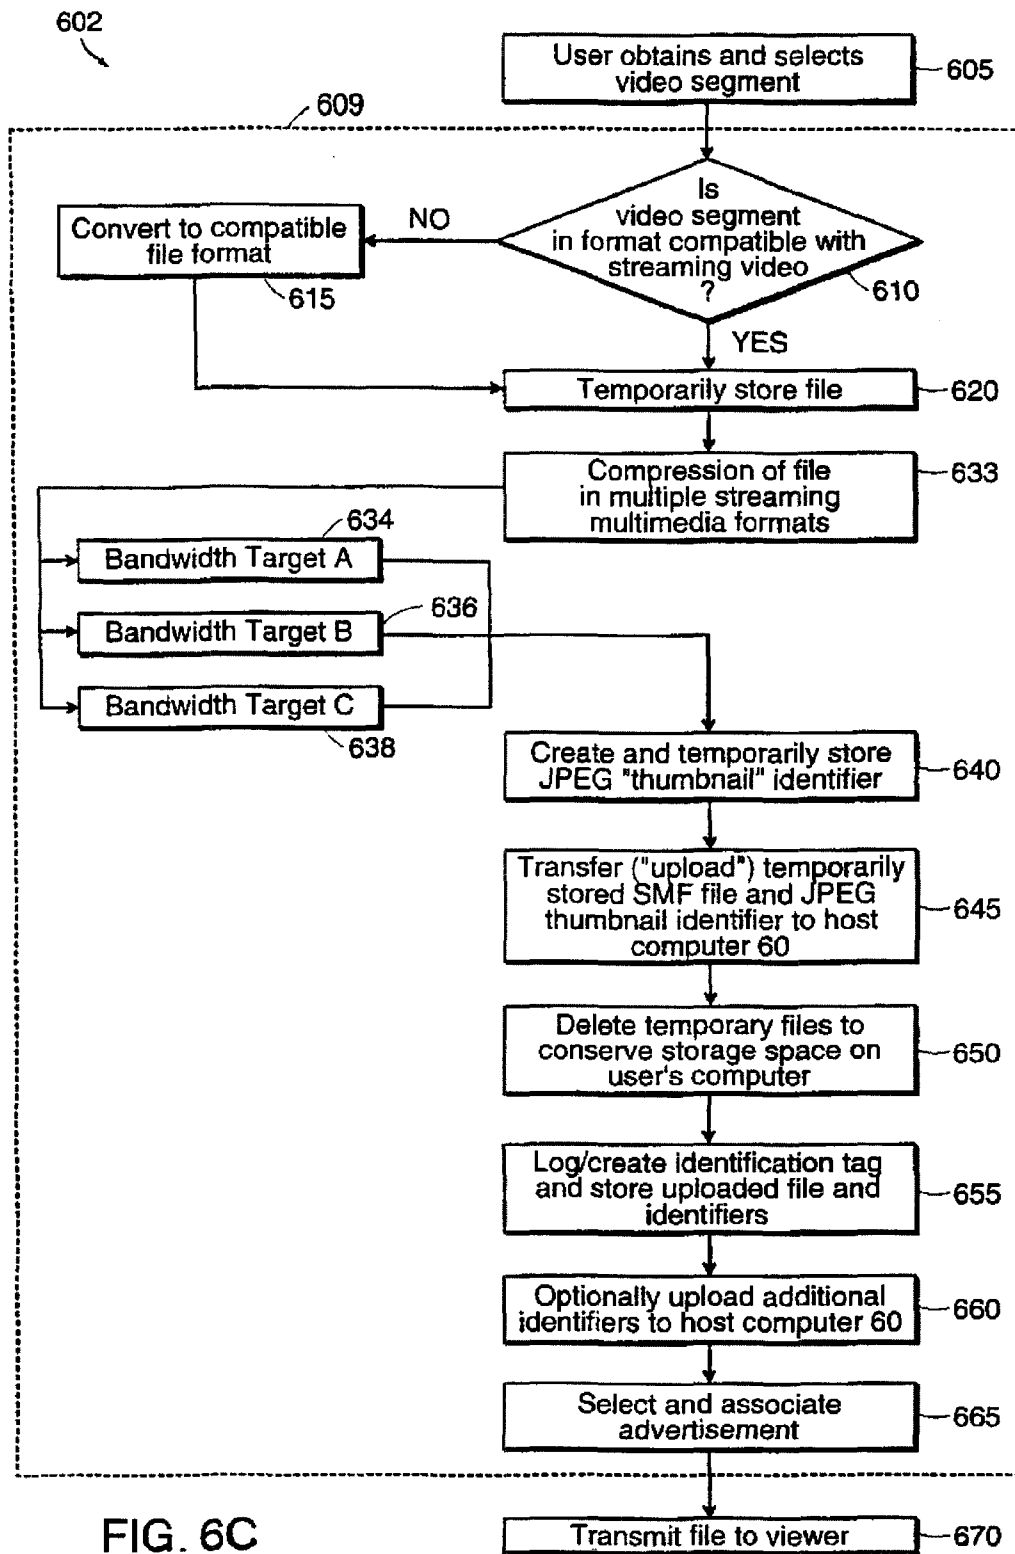 602
User obtains and selects
video segment
605
609
Is
video segment
in format compatible with
streaming video
?
610
NO
Convert to compatible
file format
615
YES
Temporarily store file
620
Compression of file
in multiple streaming
multimedia formats
633
634
Bandwidth Target A
636
Bandwidth Target B
Bandwidth Target C
638
Create and temporarily store
JPEG "thumbnail" identifier
640
Transfer ("upload") temporarily
stored SMF file and JPEG
thumbnail identifier to host
computer 60
645
Delete temporary files to
conserve storage space on
user's computer
650
Log/create identification tag
and store uploaded file and
identifiers
655
Optionally upload additional
identifiers to host computer 60
660
Select and associate
advertisement
665
Transmit file to viewer
670
FIG. 6C